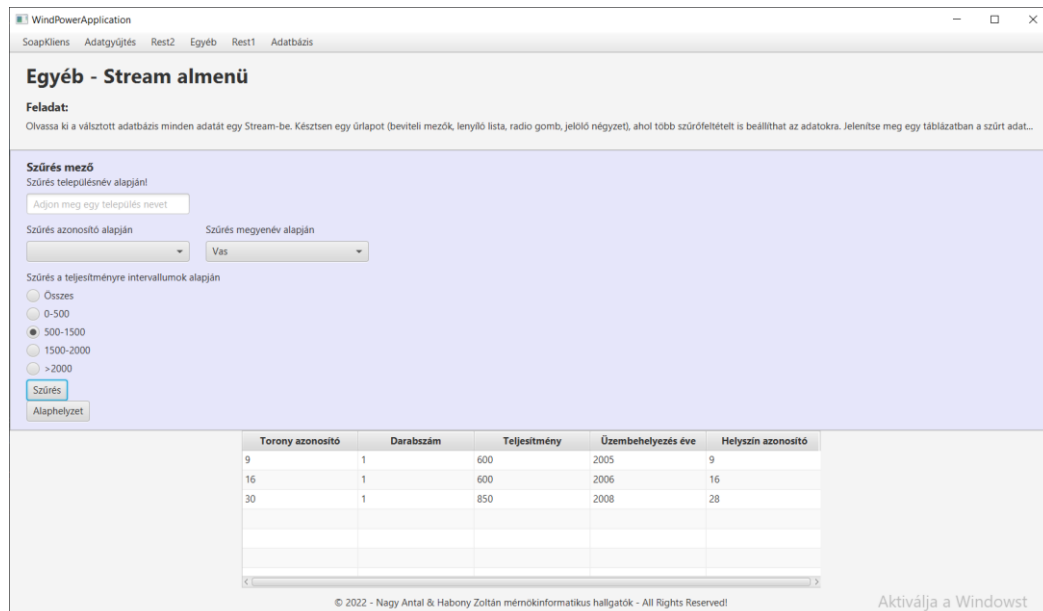 WindPowerApplication
SoapKliens Adatgyűjtés Rest2 Egyéb Rest1 Adatbázis
Egyéb - Stream almenü
Feladat:
Olvassa ki a válsztott adatbázis minden adatát egy Stream-be. Késztsen egy űrlapot (beviteli mezők, lenyíló lista, radio gomb, jelölő négyzet), ahol több szűrőfeltételt is beállíthat az adatokra. Jelenítse meg egy táblázatban a szűrt adat...
Szűrés mező
Szűrés településnév alapján!
Adjon meg egy település nevet
Szűrés azonosító alapján Szűrés megyenév alapján
Vas
Szűrés a teljesítményre intervallumok alapján
Összes
0-500
500-1500
1500-2000
>2000
Szűrés
Alaphelyzet
Torony azonosító Darabszám Teljesítmény Üzembehelyezés éve Helyszín azonosító
9 1 600 2005 9
16 1 600 2006 16
30 1 850 2008 28
© 2022 - Nagy Antal & Habony Zoltán mérnökinformatikus hallgatók - All Rights Reserved!
Aktiválja a Windowst